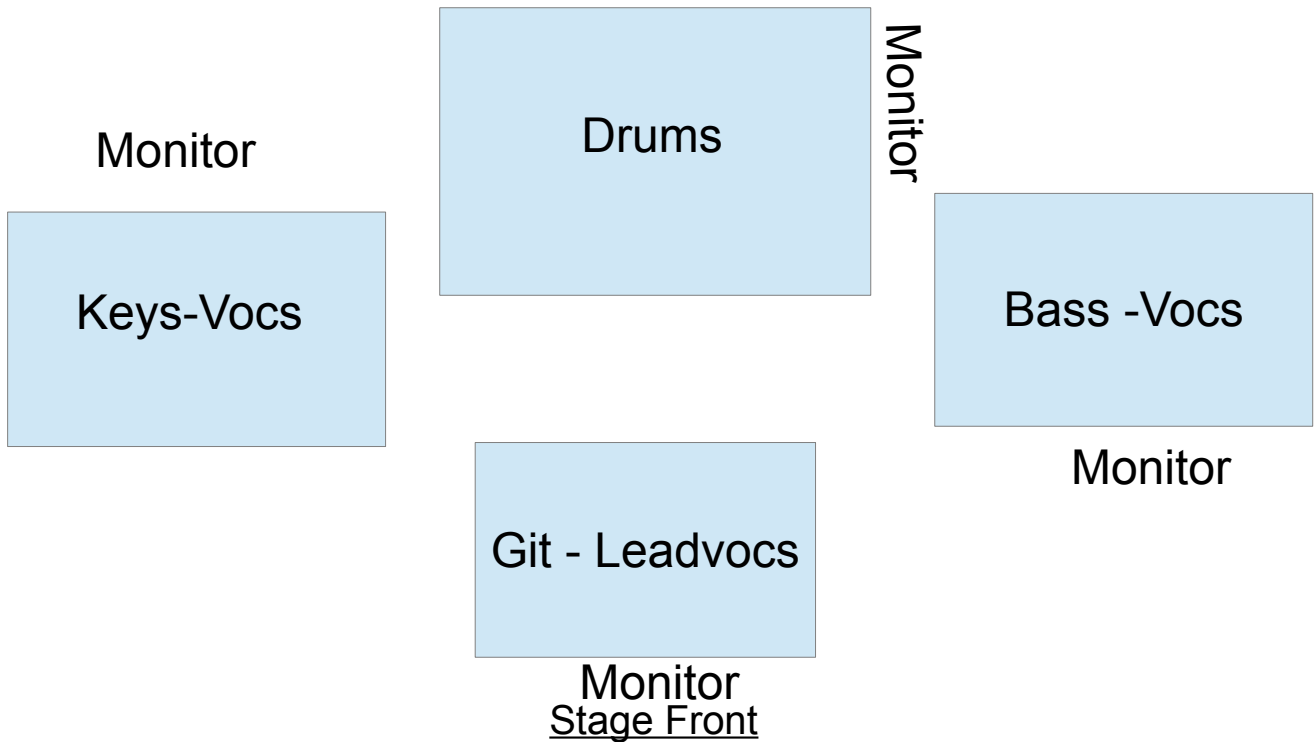 Drums
Monitor
Monitor
Keys-Vocs
Bass -Vocs
Monitor
Git - Leadvocs
Monitor
Stage Front